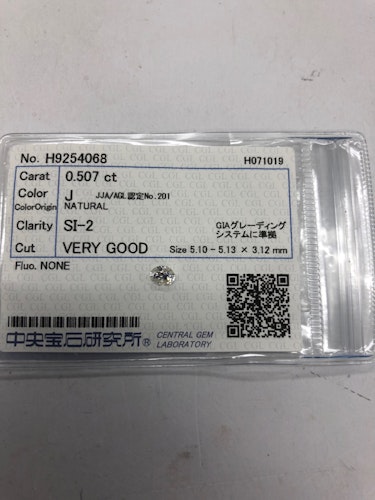 No. H9254068 H071019
Carat 0.507 ct
Color J JJA/AGL認定No.201
ColorOrigin NATURAL
Clarity SI-2 GIAグレーディング
システムに準拠
Cut VERY GOOD Size 5.10 - 5.13 × 3.12 mm
Fluo. NONE
中央宝石研究所® CENTRAL GEM
LABORATORY